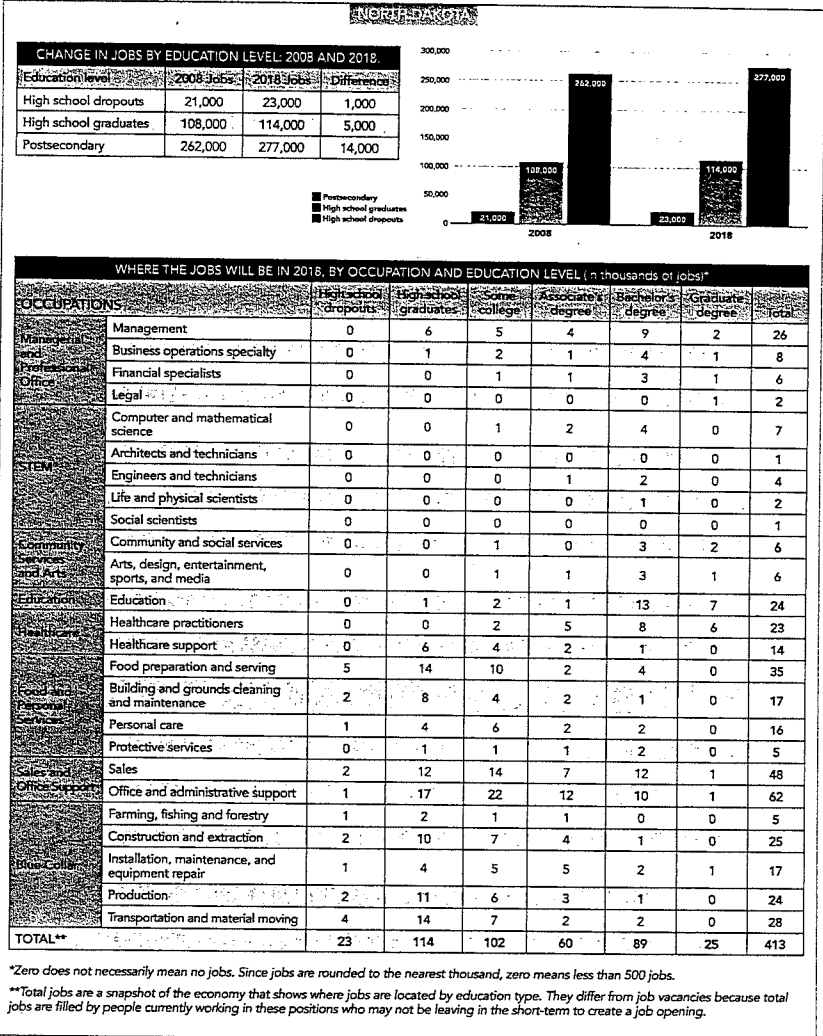 NORTH DAKOTA
CHANGE IN JOBS BY EDUCATION LEVEL: 2008 AND 2018.
Education level 2008 Jobs 2018 Jobs Difference
High school dropouts 21,000 23,000 1,000
High school graduates 108,000 114,000 5,000
Postsecondary 262,000 277,000 14,000
300,000
250,000
200,000
150,000
100,000
50,000
0
21,000 108,000 262,000 23,000 114,000 277,000
2008 2018
Postsecondary
High school graduates
High school dropouts
WHERE THE JOBS WILL BE IN 2018, BY OCCUPATION AND EDUCATION LEVEL (in thousands of jobs)*
OCCUPATIONS High school dropouts High school graduates Some college Associate's degree Bachelor's degree Graduate degree Total
Managerial and Professional Office
Management 0 6 5 4 9 2 26
Business operations specialty 0 1 2 1 4 1 8
Financial specialists 0 0 1 1 3 1 6
Legal 0 0 0 0 0 1 2
STEM
Computer and mathematical science 0 0 1 2 4 0 7
Architects and technicians 0 0 0 0 0 0 1
Engineers and technicians 0 0 0 1 2 0 4
Life and physical scientists 0 0 0 0 1 0 2
Social scientists 0 0 0 0 0 0 1
Community Services and Arts
Community and social services 0 0 1 0 3 2 6
Arts, design, entertainment, sports, and media 0 0 1 1 3 1 6
Education
Education 0 1 2 1 13 7 24
Healthcare
Healthcare practitioners 0 0 2 5 8 6 23
Healthcare support 0 6 4 2 1 0 14
Food and Personal Services
Food preparation and serving 5 14 10 2 4 0 35
Building and grounds cleaning and maintenance 2 8 4 2 1 0 17
Personal care 1 4 6 2 2 0 16
Protective services 0 1 1 1 2 0 5
Sales and Office Support
Sales 2 12 14 7 12 1 48
Office and administrative support 1 17 22 12 10 1 62
Blue Collar
Farming, fishing and forestry 1 2 1 1 0 0 5
Construction and extraction 2 10 7 4 1 0 25
Installation, maintenance, and equipment repair 1 4 5 5 2 1 17
Production 2 11 6 3 1 0 24
Transportation and material moving 4 14 7 2 2 0 28
TOTAL** 23 114 102 60 89 25 413
*Zero does not necessarily mean no jobs. Since jobs are rounded to the nearest thousand, zero means less than 500 jobs.
**Total jobs are a snapshot of the economy that shows where jobs are located by education type. They differ from job vacancies because total
jobs are filled by people currently working in these positions who may not be leaving in the short-term to create a job opening.